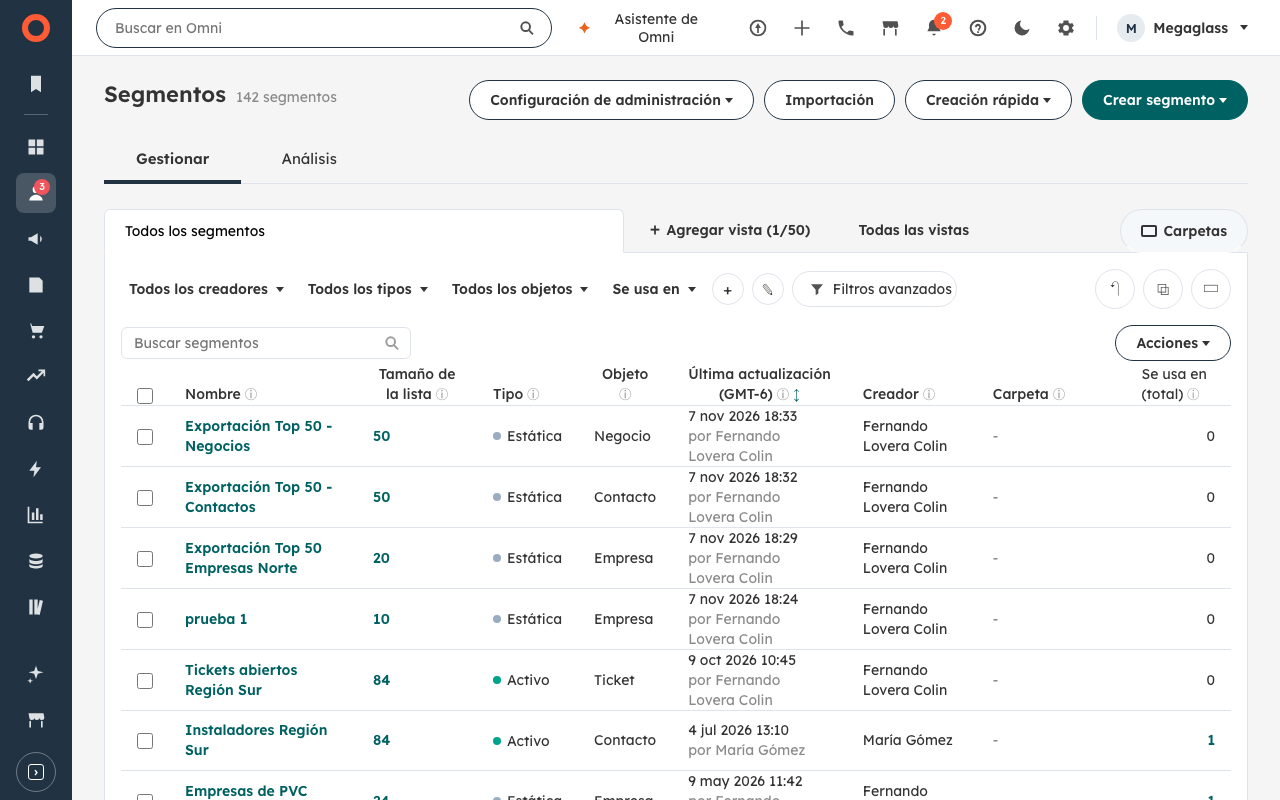 Buscar en Omni
Asistente de
Omni
2
M Megaglass
3
Segmentos 142 segmentos
Configuración de administración
Importación
Creación rápida
Crear segmento
Gestionar
Análisis
Todos los segmentos
+ Agregar vista (1/50)
Todas las vistas
Carpetas
Todos los creadores
Todos los tipos
Todos los objetos
Se usa en
+
Filtros avanzados
Buscar segmentos
Acciones
Nombre
Tamaño de
la lista
Tipo
Objeto
Última actualización
(GMT-6)
Creador
Carpeta
Se usa en
(total)
Exportación Top 50 -
Negocios
50
Estática
Negocio
7 nov 2026 18:33
por Fernando
Lovera Colin
Fernando
Lovera Colin
-
0
Exportación Top 50 -
Contactos
50
Estática
Contacto
7 nov 2026 18:32
por Fernando
Lovera Colin
Fernando
Lovera Colin
-
0
Exportación Top 50
Empresas Norte
20
Estática
Empresa
7 nov 2026 18:29
por Fernando
Lovera Colin
Fernando
Lovera Colin
-
0
prueba 1
10
Estática
Empresa
7 nov 2026 18:24
por Fernando
Lovera Colin
Fernando
Lovera Colin
-
0
Tickets abiertos
Región Sur
84
Activo
Ticket
9 oct 2026 10:45
por Fernando
Lovera Colin
Fernando
Lovera Colin
-
0
Instaladores Región
Sur
84
Activo
Contacto
4 jul 2026 13:10
por María Gómez
María Gómez
-
1
Empresas de PVC
24
Estática
Empresa
9 may 2026 11:42
por Fernando
Fernando
-
1